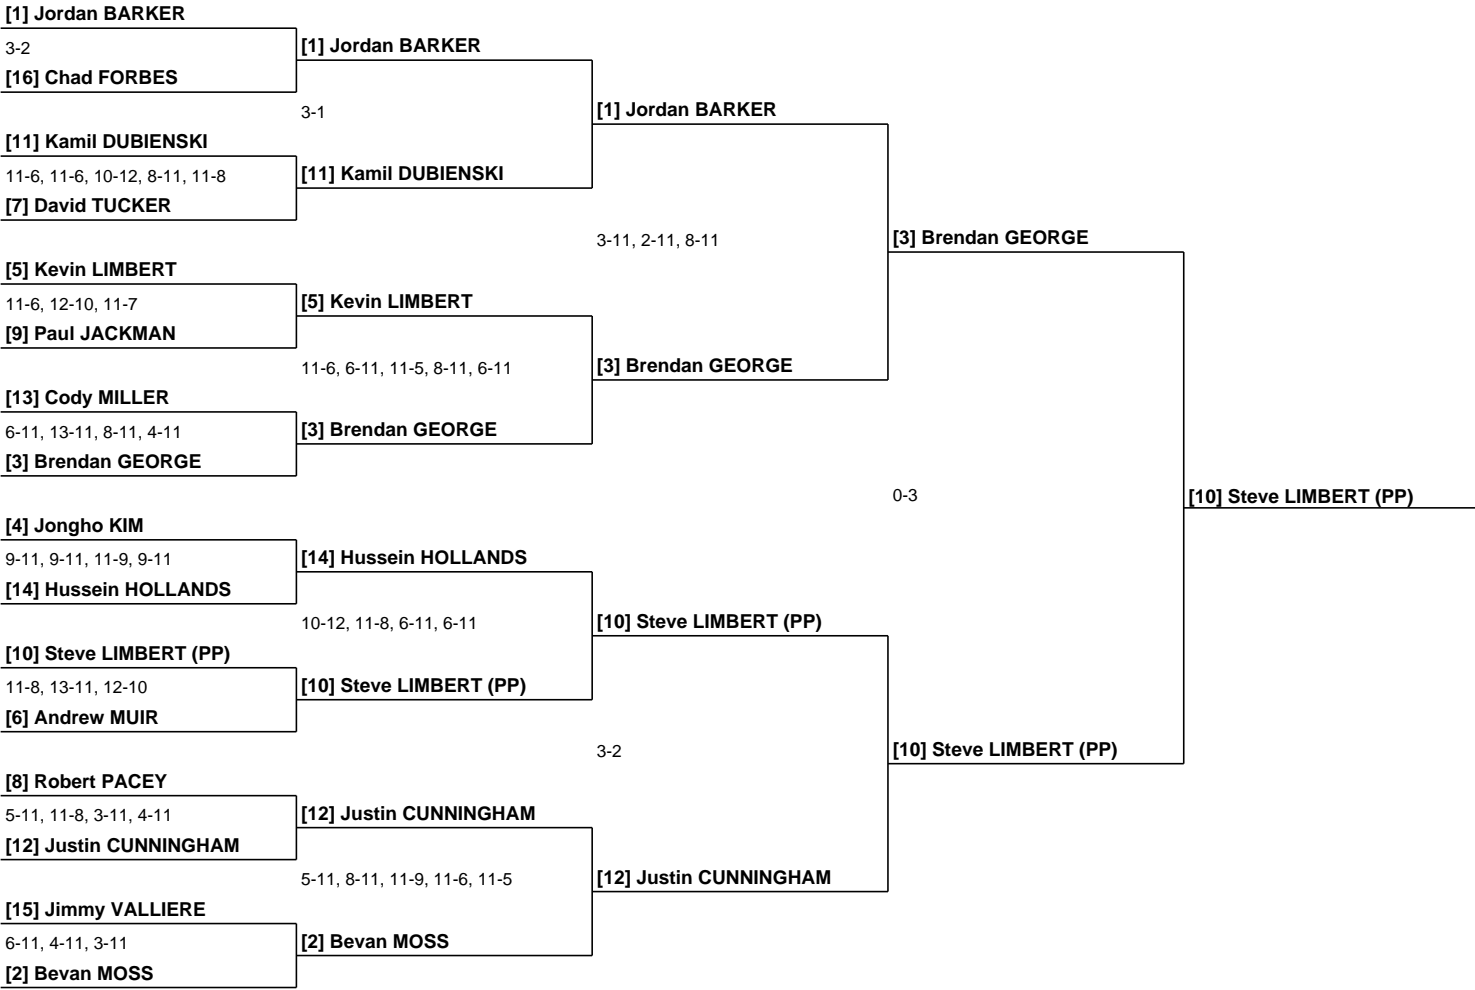 [1] Jordan BARKER
3-2
[1] Jordan BARKER
[16] Chad FORBES
3-1
[1] Jordan BARKER
[11] Kamil DUBIENSKI
11-6, 11-6, 10-12, 8-11, 11-8
[11] Kamil DUBIENSKI
[7] David TUCKER
3-11, 2-11, 8-11
[3] Brendan GEORGE
[5] Kevin LIMBERT
11-6, 12-10, 11-7
[5] Kevin LIMBERT
[9] Paul JACKMAN
11-6, 6-11, 11-5, 8-11, 6-11
[3] Brendan GEORGE
[13] Cody MILLER
6-11, 13-11, 8-11, 4-11
[3] Brendan GEORGE
[3] Brendan GEORGE
0-3
[10] Steve LIMBERT (PP)
[4] Jongho KIM
9-11, 9-11, 11-9, 9-11
[14] Hussein HOLLANDS
[14] Hussein HOLLANDS
10-12, 11-8, 6-11, 6-11
[10] Steve LIMBERT (PP)
[10] Steve LIMBERT (PP)
11-8, 13-11, 12-10
[10] Steve LIMBERT (PP)
[6] Andrew MUIR
3-2
[10] Steve LIMBERT (PP)
[8] Robert PACEY
5-11, 11-8, 3-11, 4-11
[12] Justin CUNNINGHAM
[12] Justin CUNNINGHAM
5-11, 8-11, 11-9, 11-6, 11-5
[12] Justin CUNNINGHAM
[15] Jimmy VALLIERE
6-11, 4-11, 3-11
[2] Bevan MOSS
[2] Bevan MOSS